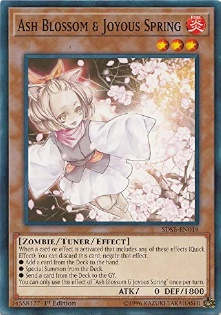 ASH BLOSSOM & JOYOUS SPRING
炎
SDSB-EN019
[ZOMBIE/TUNER/EFFECT]
When a card or effect is activated that includes any of these effects (Quick
Effect): You can discard this card; negate that effect.
● Add a card from the Deck to the hand.
● Special Summon from the Deck.
● Send a card from the Deck to the GY.
You can only use this effect of "Ash Blossom & Joyous Spring" once per turn.
ATK/ 0 DEF/1800
14558127 1st Edition
©1996 KAZUKI TAKAHASHI